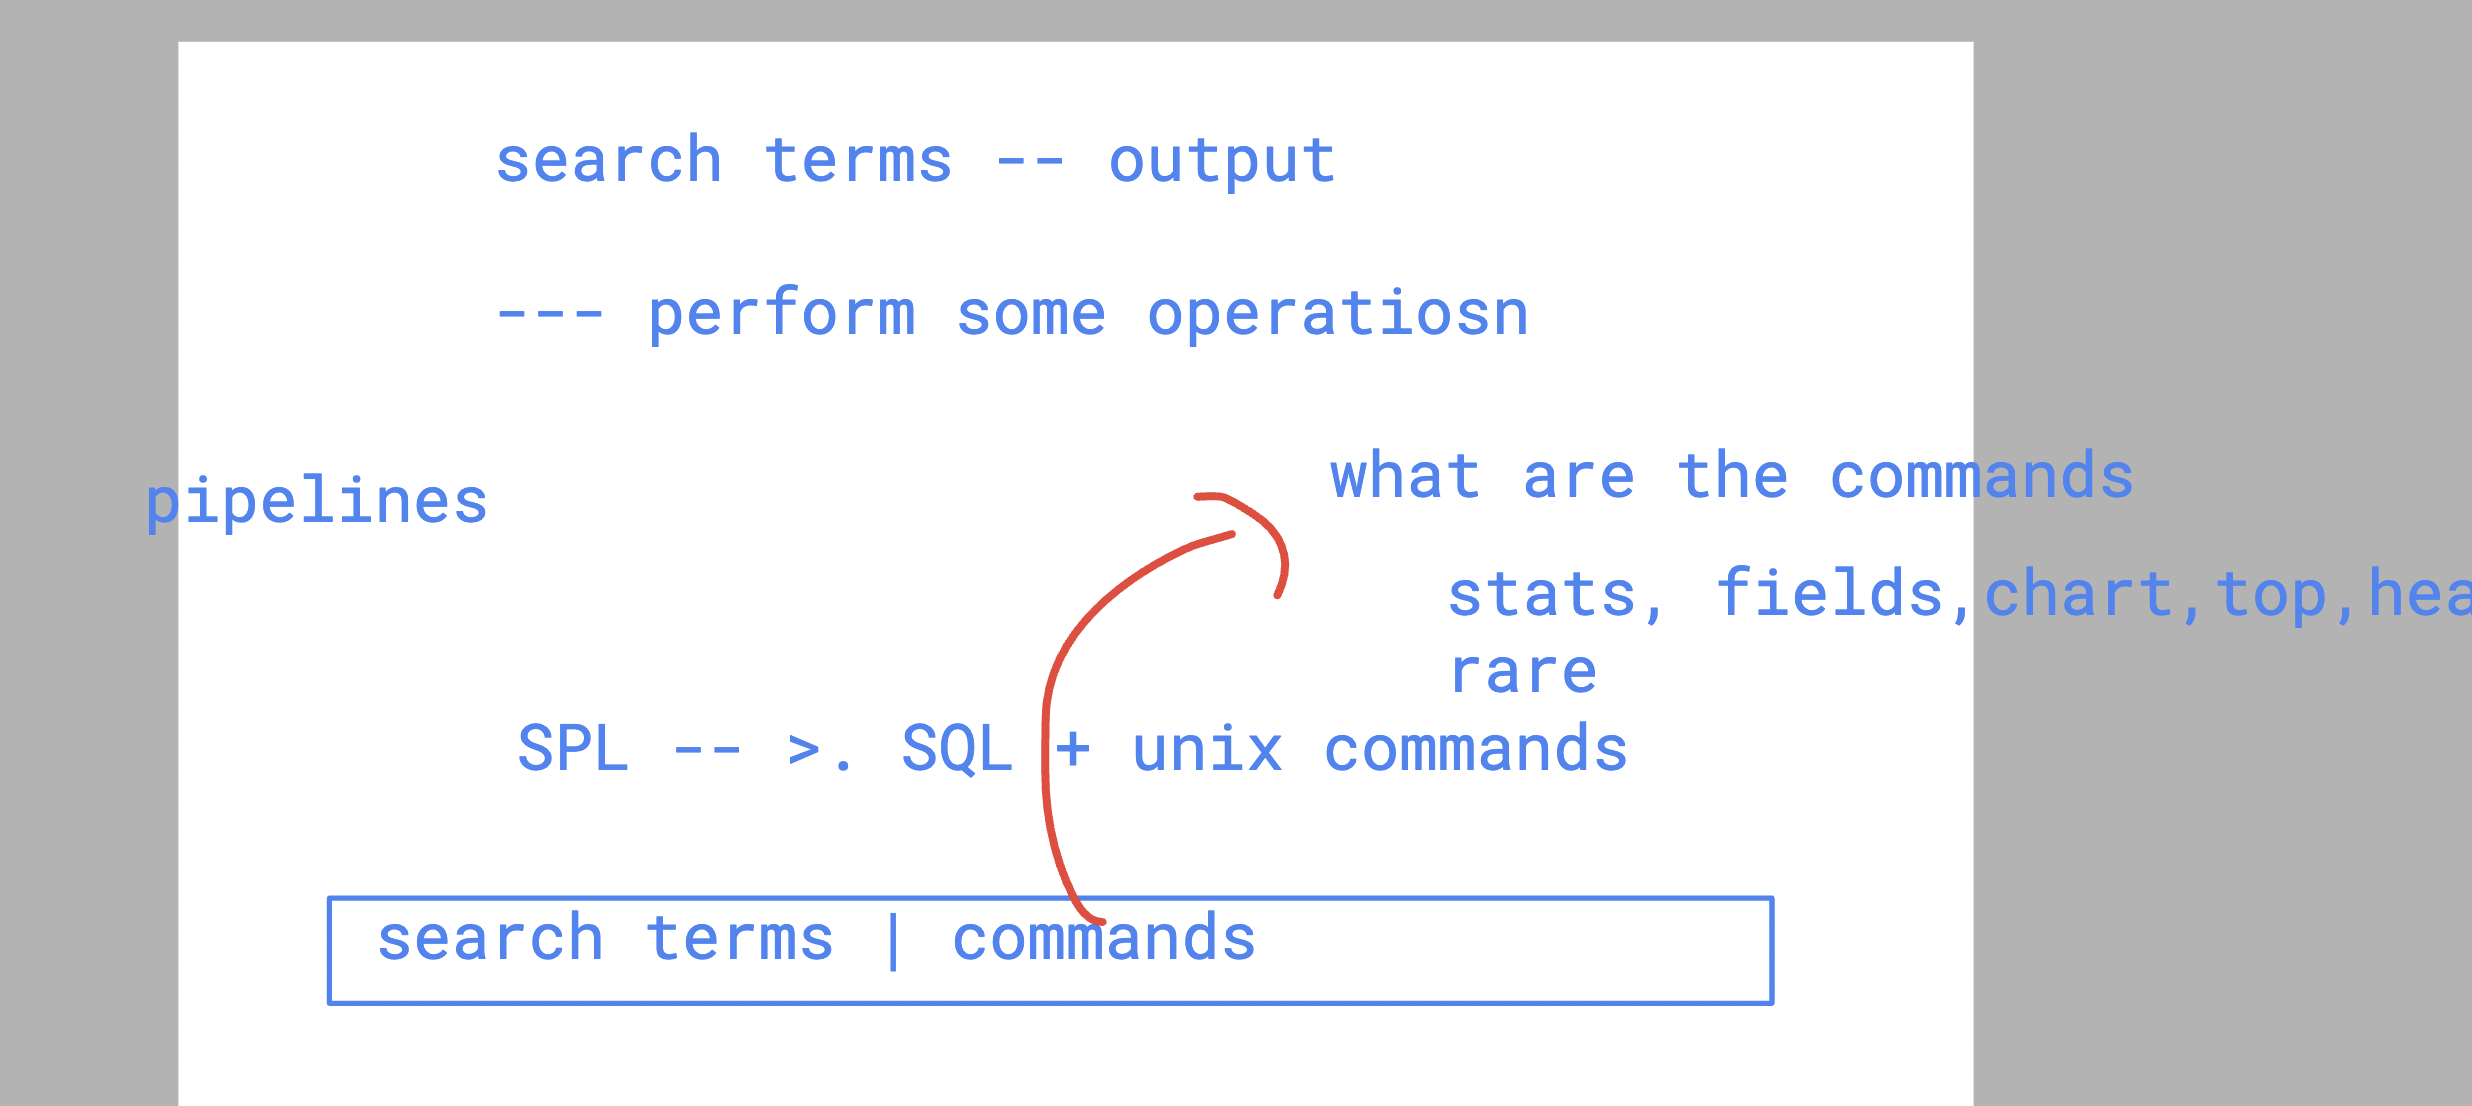 search terms -- output
--- perform some operatiosn
what are the commands
pipelines
stats, fields,chart,top,
rare
SPL -- >. SQL + unix commands
search terms | commands